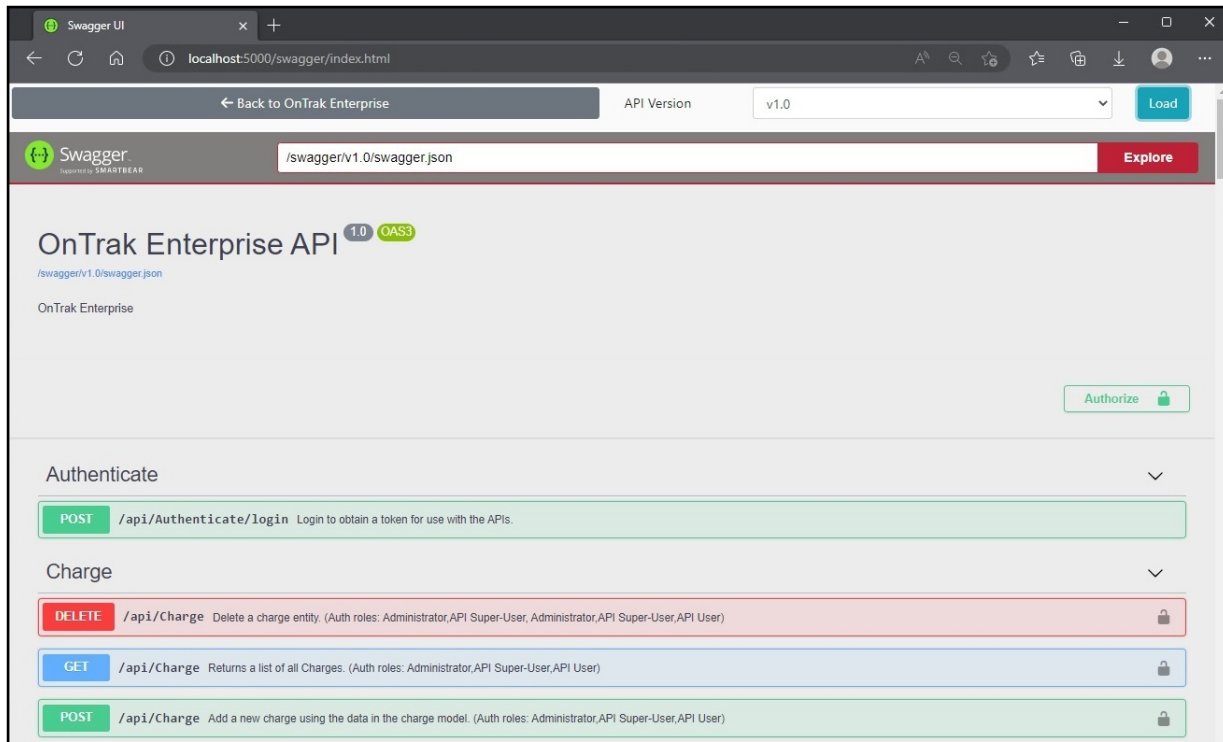 Swagger UI
localhost:5000/swagger/index.html
← Back to OnTrak Enterprise API Version v1.0 Load
Swagger. /swagger/v1.0/swagger.json Explore
Supported by SMARTBEAR
OnTrak Enterprise API 1.0 OAS3
/swagger/v1.0/swagger.json
OnTrak Enterprise
Authorize
Authenticate
POST /api/Authenticate/login Login to obtain a token for use with the APIs.
Charge
DELETE /api/Charge Delete a charge entity. (Auth roles: Administrator,API Super-User, Administrator,API Super-User,API User)
GET /api/Charge Returns a list of all Charges. (Auth roles: Administrator,API Super-User,API User)
POST /api/Charge Add a new charge using the data in the charge model. (Auth roles: Administrator,API Super-User,API User)